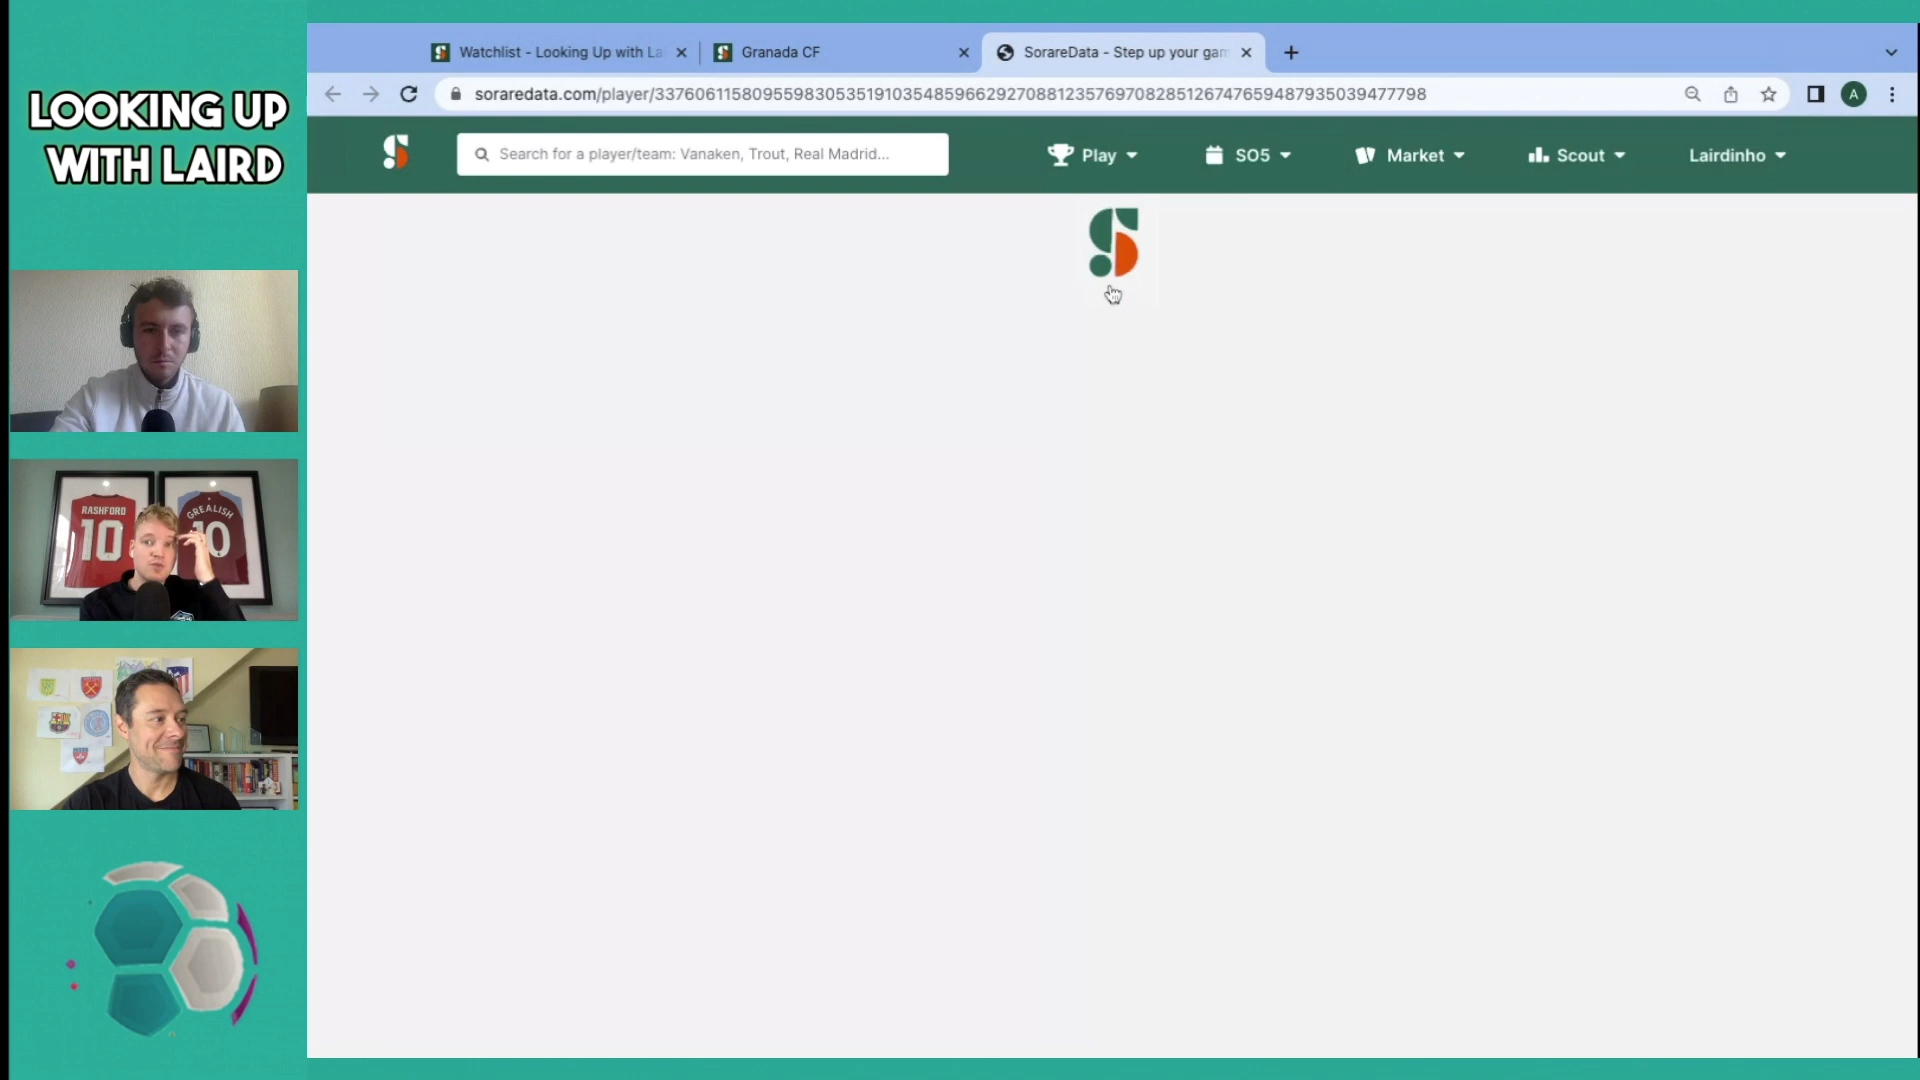 LOOKING UP
WITH LAIRD
Watchlist - Looking Up with La
Granada CF
SorareData - Step up your gam
soraredata.com/player/33760611580955983053519103548596629270881235769708285126747659487935039477798
A
Search for a player/team: Vanaken, Trout, Real Madrid...
Play
SO5
Market
Scout
Lairdinho
RASHFORD
10
GREALISH
10